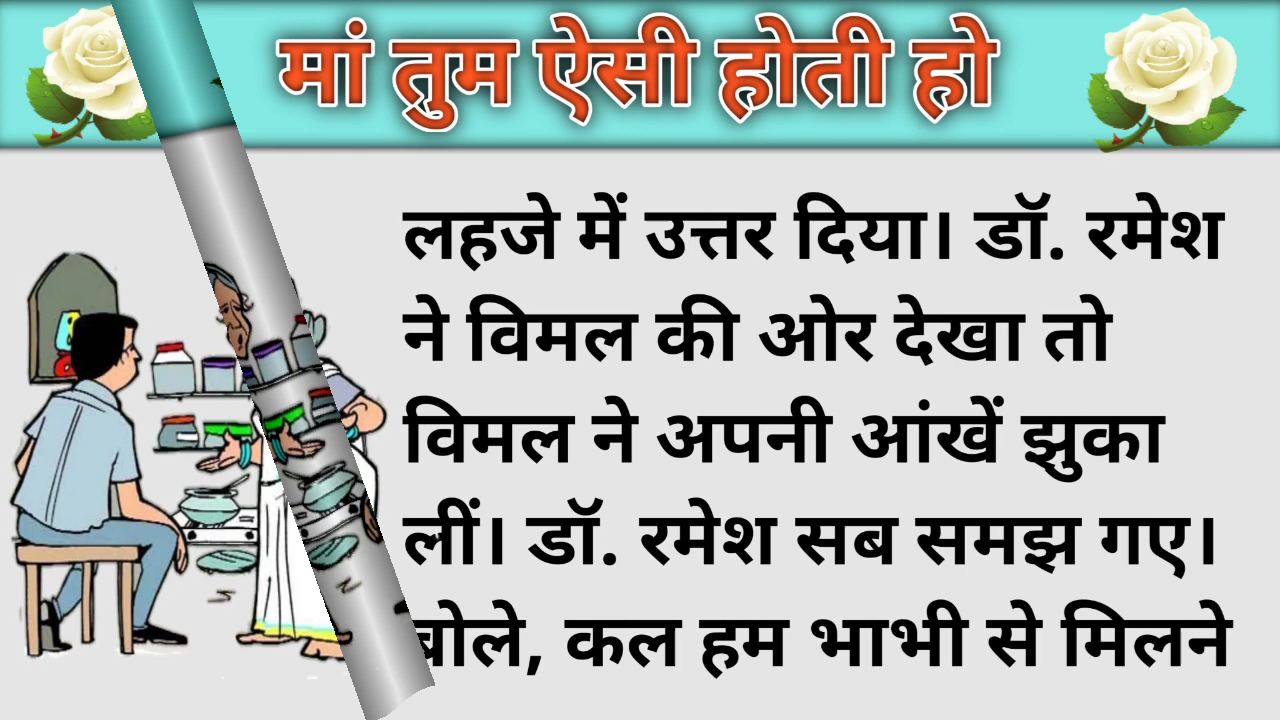 मां तुम ऐसी होती हो
लहजे में उत्तर दिया। डॉ. रमेश
ने विमल की ओर देखा तो
विमल ने अपनी आंखें झुका
लीं। डॉ. रमेश सब समझ गए।
बोले, कल हम भाभी से मिलने